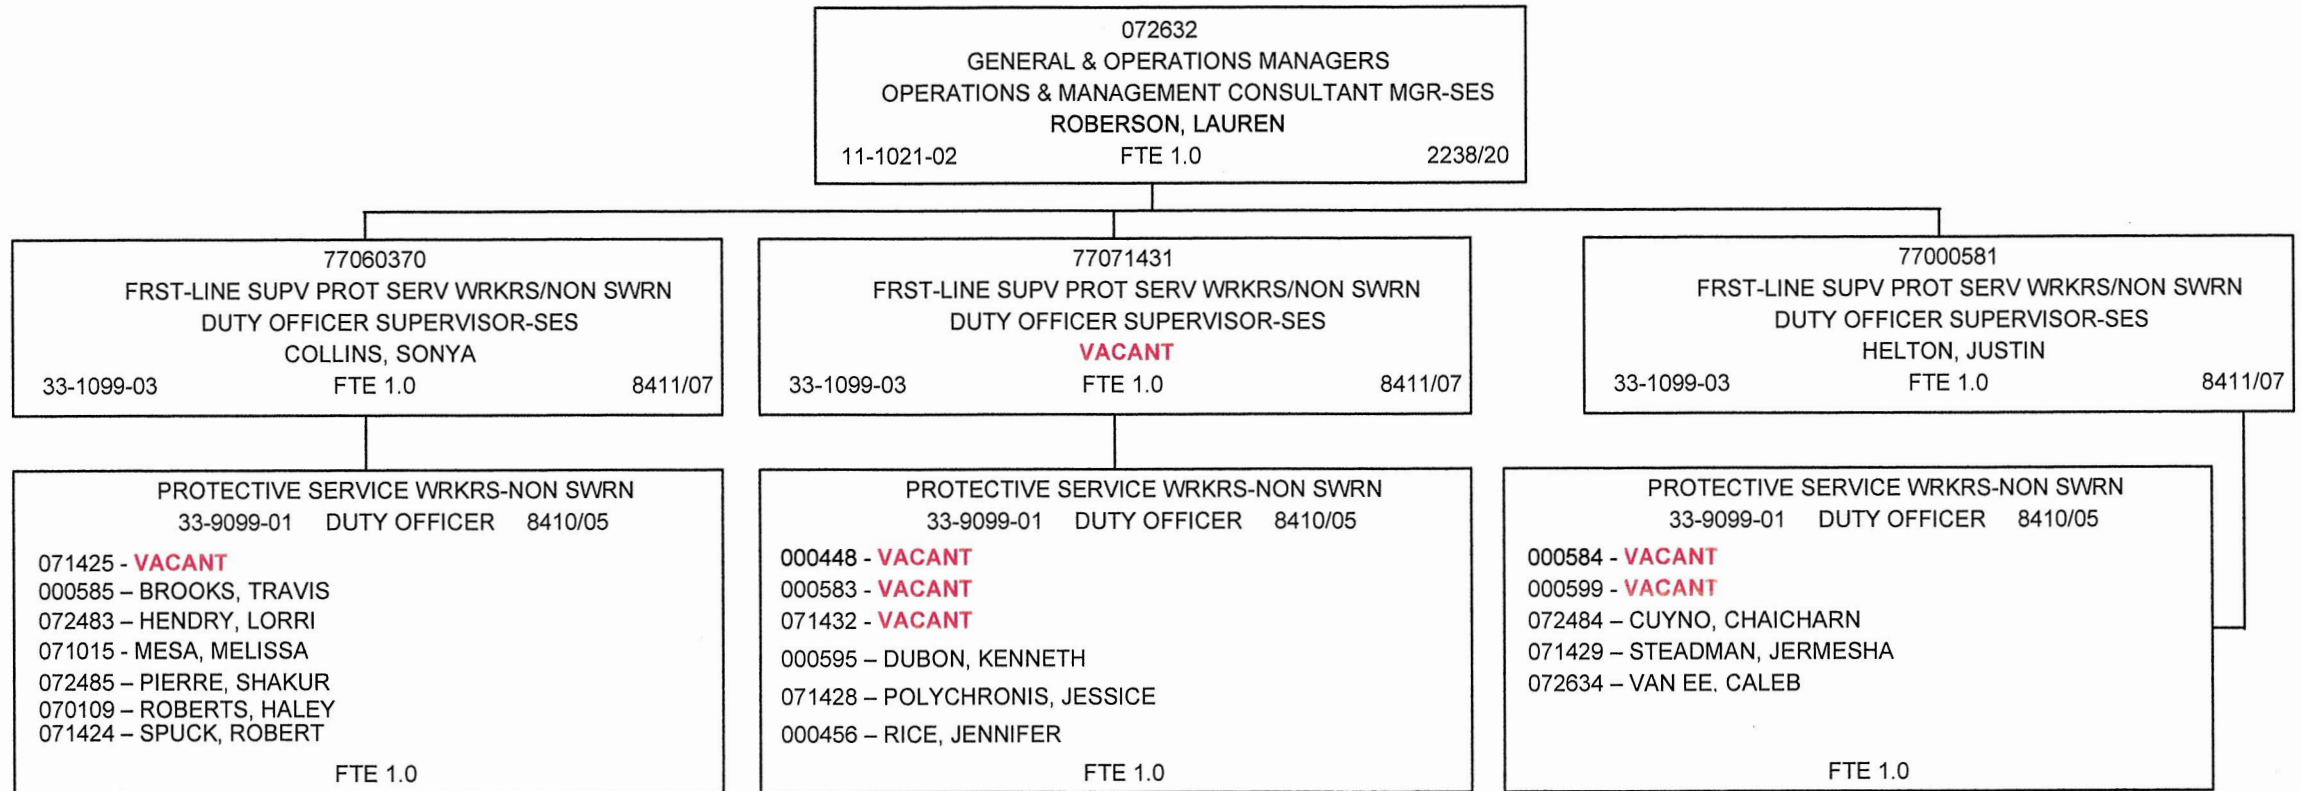 072632
GENERAL & OPERATIONS MANAGERS
OPERATIONS & MANAGEMENT CONSULTANT MGR-SES
ROBERSON, LAUREN
11-1021-02 FTE 1.0 2238/20
77060370
FRST-LINE SUPV PROT SERV WRKRS/NON SWRN
DUTY OFFICER SUPERVISOR-SES
COLLINS, SONYA
33-1099-03 FTE 1.0 8411/07
77071431
FRST-LINE SUPV PROT SERV WRKRS/NON SWRN
DUTY OFFICER SUPERVISOR-SES
VACANT
33-1099-03 FTE 1.0 8411/07
77000581
FRST-LINE SUPV PROT SERV WRKRS/NON SWRN
DUTY OFFICER SUPERVISOR-SES
HELTON, JUSTIN
33-1099-03 FTE 1.0 8411/07
PROTECTIVE SERVICE WRKRS-NON SWRN
33-9099-01 DUTY OFFICER 8410/05
071425 - VACANT
000585 – BROOKS, TRAVIS
072483 – HENDRY, LORRI
071015 - MESA, MELISSA
072485 – PIERRE, SHAKUR
070109 – ROBERTS, HALEY
071424 – SPUCK, ROBERT
FTE 1.0
PROTECTIVE SERVICE WRKRS-NON SWRN
33-9099-01 DUTY OFFICER 8410/05
000448 - VACANT
000583 - VACANT
071432 - VACANT
000595 – DUBON, KENNETH
071428 – POLYCHRONIS, JESSICE
000456 – RICE, JENNIFER
FTE 1.0
PROTECTIVE SERVICE WRKRS-NON SWRN
33-9099-01 DUTY OFFICER 8410/05
000584 - VACANT
000599 - VACANT
072484 – CUYNO, CHAICHARN
071429 – STEADMAN, JERMESHA
072634 – VAN EE, CALEB
FTE 1.0